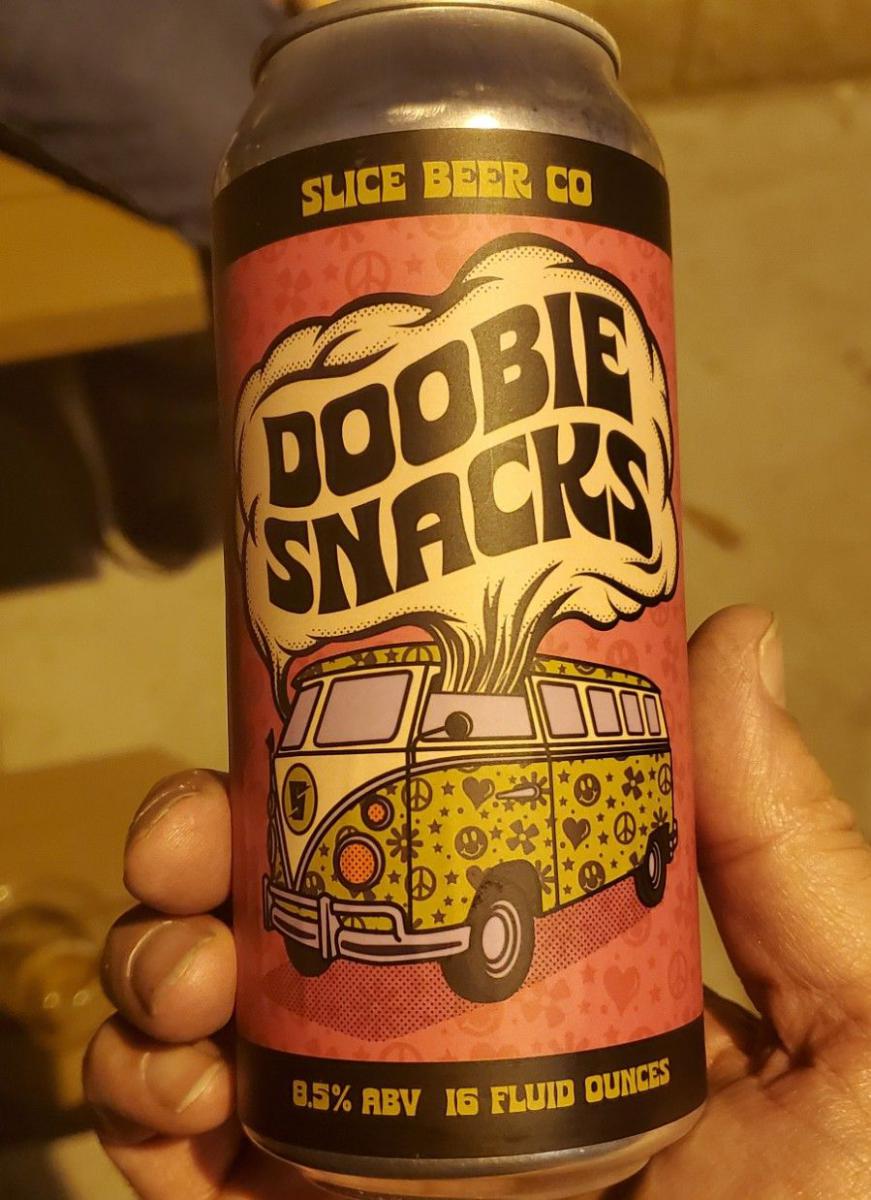 SLICE BEER CO
DOOBIE
SNACKS
S
8.5% ABV 16 FLUID OUNCES